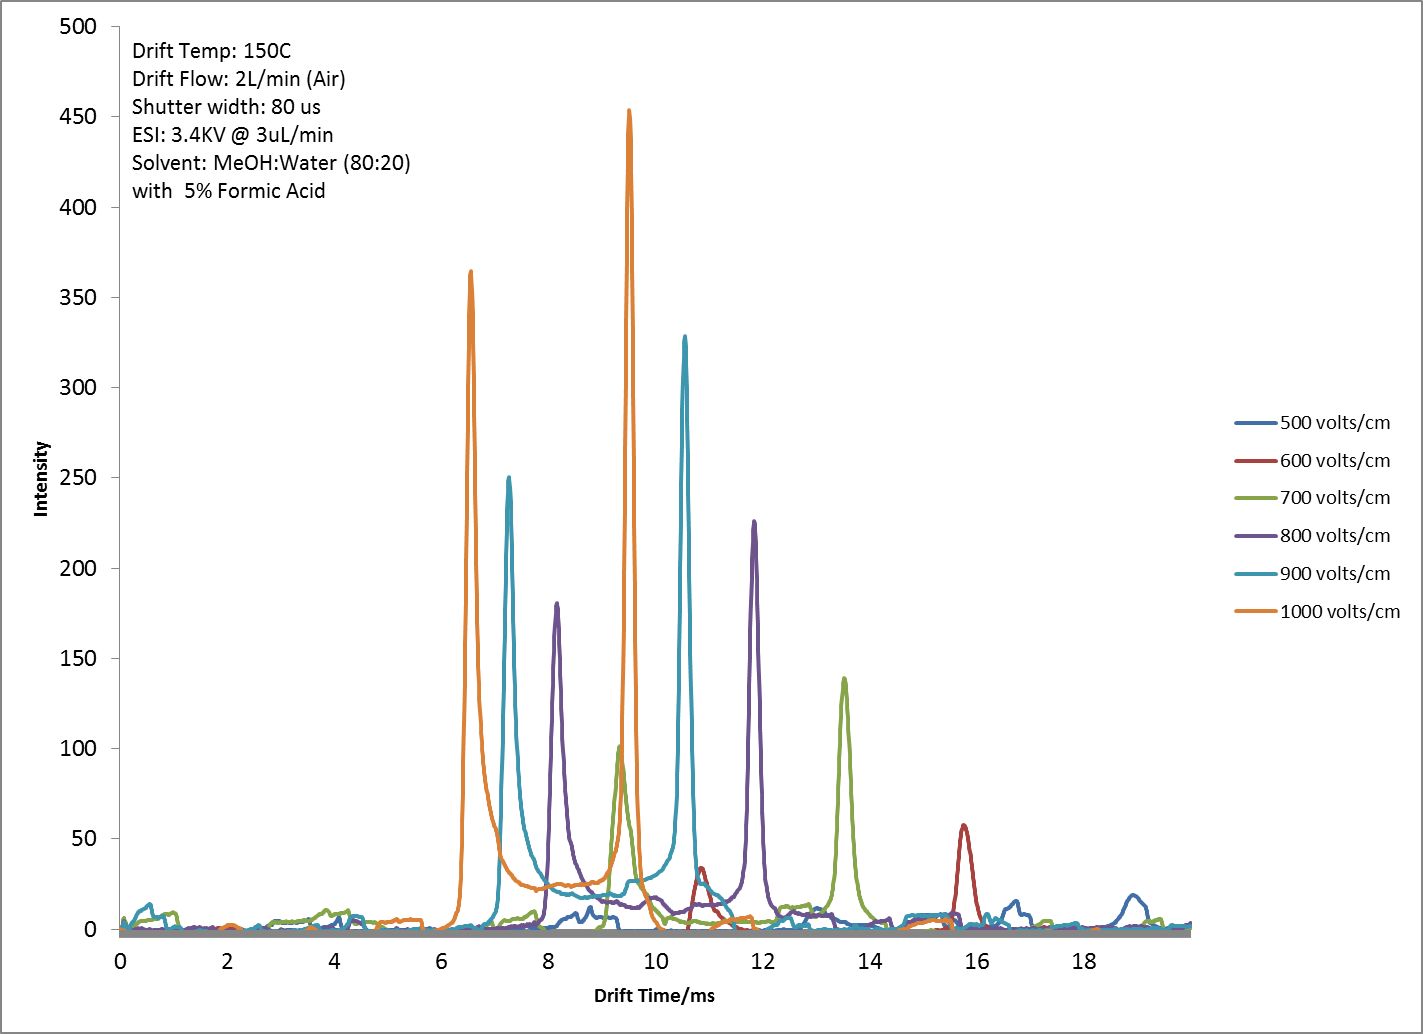 500
450
400
350
300
250
200
150
100
50
0
Drift Temp: 150C
Drift Flow: 2L/min (Air)
Shutter width: 80 us
ESI: 3.4KV @ 3uL/min
Solvent: MeOH:Water (80:20)
with  5% Formic Acid
Intensity
500 volts/cm
600 volts/cm
700 volts/cm
800 volts/cm
900 volts/cm
1000 volts/cm
0 2 4 6 8 10 12 14 16 18
Drift Time/ms